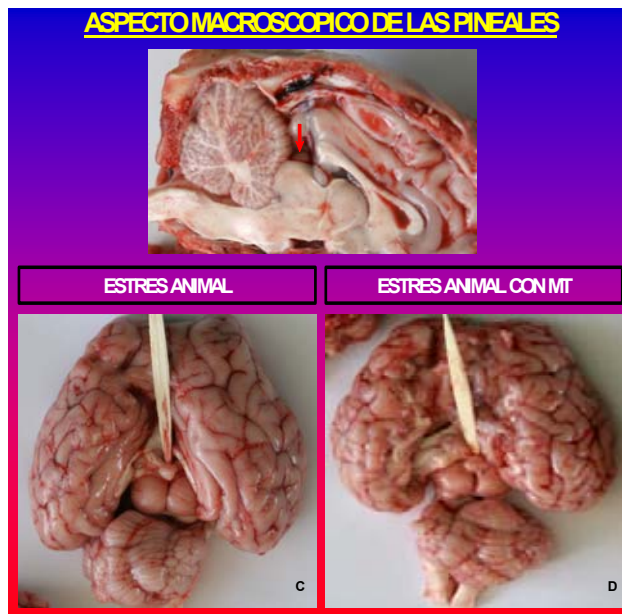 ASPECTO MACROSCOPICO DE LAS PINEALES
ESTRES ANIMAL
ESTRES ANIMAL CON MT
C
D